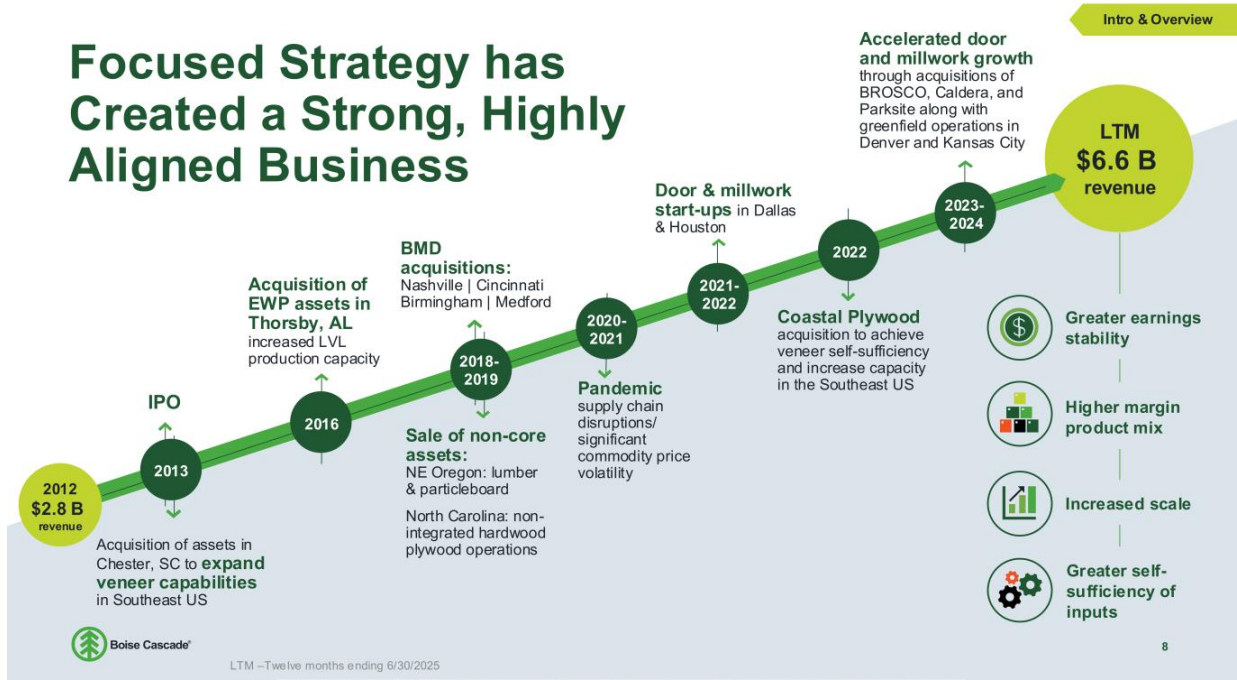 Intro & Overview
Focused Strategy has
Created a Strong, Highly
Aligned Business
2012
$2.8 B
revenue
2013
IPO
Acquisition of assets in
Chester, SC to expand
veneer capabilities
in Southeast US
2016
Acquisition of
EWP assets in
Thorsby, AL
increased LVL
production capacity
2018-
2019
BMD
acquisitions:
Nashville | Cincinnati
Birmingham | Medford
Sale of non-core
assets:
NE Oregon: lumber
& particleboard
North Carolina: non-
integrated hardwood
plywood operations
2020-
2021
Pandemic
supply chain
disruptions/
significant
commodity price
volatility
2021-
2022
Door & millwork
start-ups in Dallas
& Houston
2022
Coastal Plywood
acquisition to achieve
veneer self-sufficiency
and increase capacity
in the Southeast US
2023-
2024
Accelerated door
and millwork growth
through acquisitions of
BROSCO, Caldera, and
Parksite along with
greenfield operations in
Denver and Kansas City
LTM
$6.6 B
revenue
$
Greater earnings
stability
Higher margin
product mix
Increased scale
Greater self-
sufficiency of
inputs
Boise Cascade®
LTM –Twelve months ending 6/30/2025
8